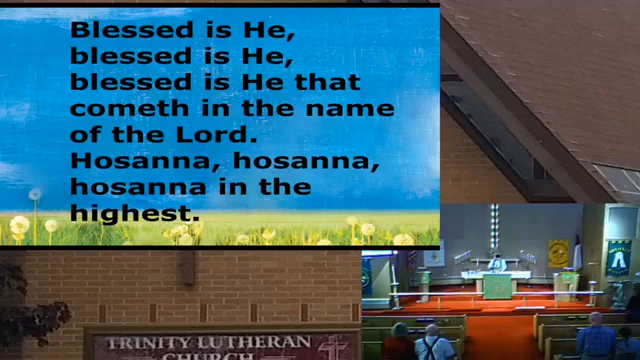 Blessed is He,
blessed is He,
blessed is He that
cometh in the name
of the Lord.
Hosanna, hosanna,
hosanna in the
highest.
TRINITY LUTHERAN
CHURCH